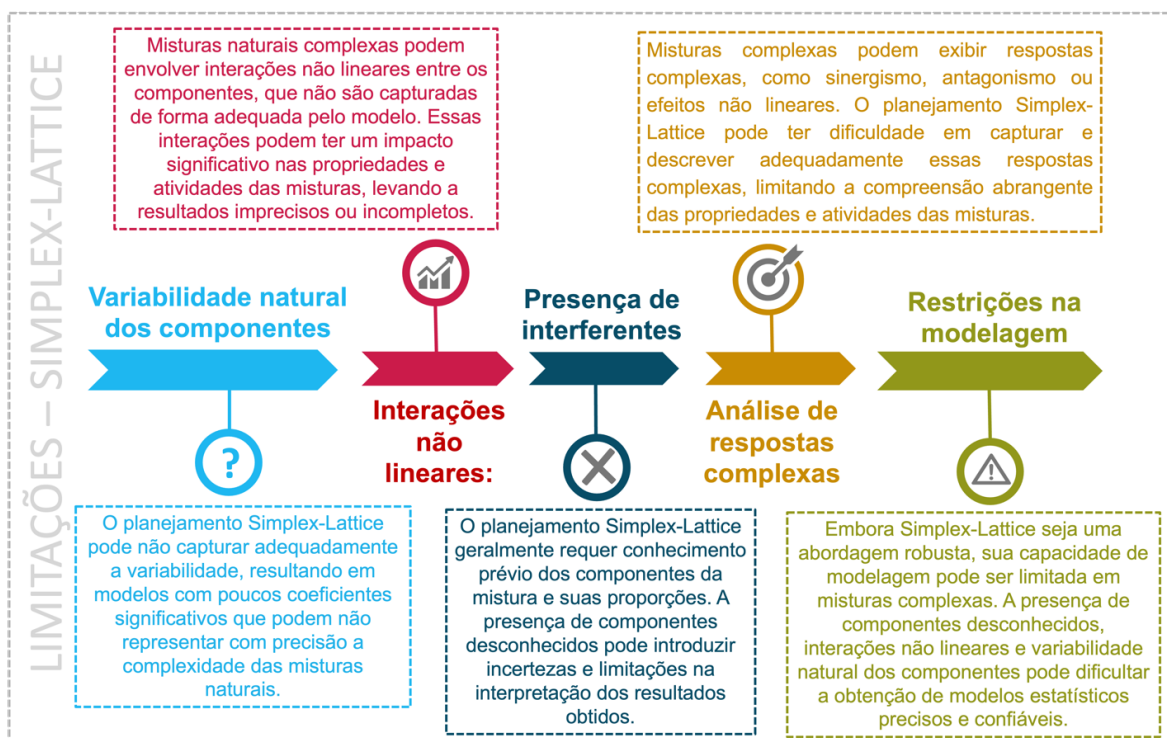 LIMITAÇÕES – SIMPLEX-LATTICE
Misturas naturais complexas podem
envolver interações não lineares entre os
componentes, que não são capturadas
de forma adequada pelo modelo. Essas
interações podem ter um impacto
significativo nas propriedades e
atividades das misturas, levando a
resultados imprecisos ou incompletos.
Misturas complexas podem exibir respostas
complexas, como sinergismo, antagonismo ou
efeitos não lineares. O planejamento Simplex-
Lattice pode ter dificuldade em capturar e
descrever adequadamente essas respostas
complexas, limitando a compreensão abrangente
das propriedades e atividades das misturas.
Variabilidade natural
dos componentes
Interações
não
lineares:
Presença de
interferentes
Análise de
respostas
complexas
Restrições na
modelagem
?
O planejamento Simplex-Lattice
pode não capturar adequadamente
a variabilidade, resultando em
modelos com poucos coeficientes
significativos que podem não
representar com precisão a
complexidade das misturas
naturais.
O planejamento Simplex-Lattice
geralmente requer conhecimento
prévio dos componentes da
mistura e suas proporções. A
presença de componentes
desconhecidos pode introduzir
incertezas e limitações na
interpretação dos resultados
obtidos.
Embora Simplex-Lattice seja uma
abordagem robusta, sua capacidade de
modelagem pode ser limitada em
misturas complexas. A presença de
componentes desconhecidos,
interações não lineares e variabilidade
natural dos componentes pode dificultar
a obtenção de modelos estatísticos
precisos e confiáveis.